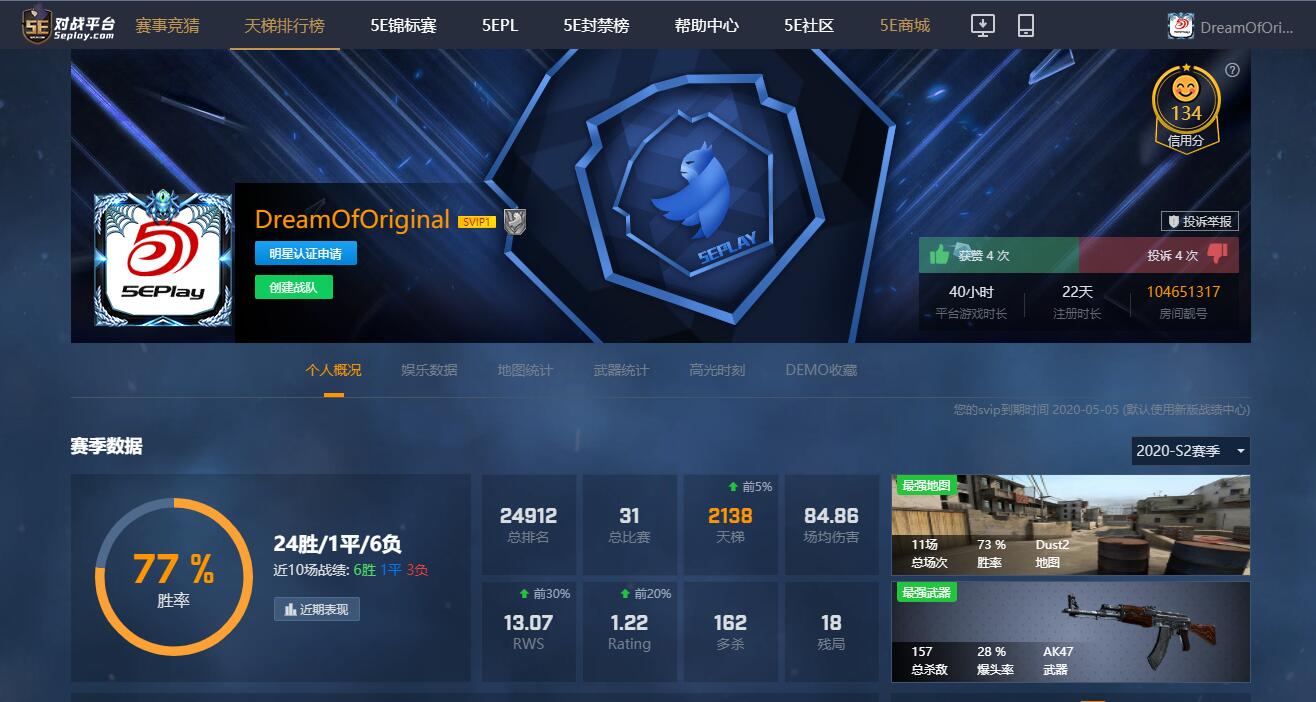 5E 对战平台 5eplay.com 赛事竞猜 天梯排行榜 5E锦标赛 5EPL 5E封禁榜 帮助中心 5E社区 5E商城 DreamOfOri...
134
信用分
5EPLAY
DreamOfOriginal SVIP1
明星认证申请
创建战队
5EPlay
投诉举报
获赞 4 次 投诉 4 次
40小时 22天 104651317
平台游戏时长 注册时长 房间靓号
个人概况 娱乐数据 地图统计 武器统计 高光时刻 DEMO收藏
您的svip到期时间 2020-05-05 (默认使用新版战绩中心)
赛季数据 2020-S2赛季
77 %
胜率
24胜/1平/6负
近10场战绩: 6胜 1平 3负
近期表现
24912
总排名
31
总比赛
前5%
2138
天梯
84.86
场均伤害
前30%
13.07
RWS
前20%
1.22
Rating
162
多杀
18
残局
最强地图
11场 73 % Dust2
总场次 胜率 地图
最强武器
157 28 % AK47
总杀敌 爆头率 武器